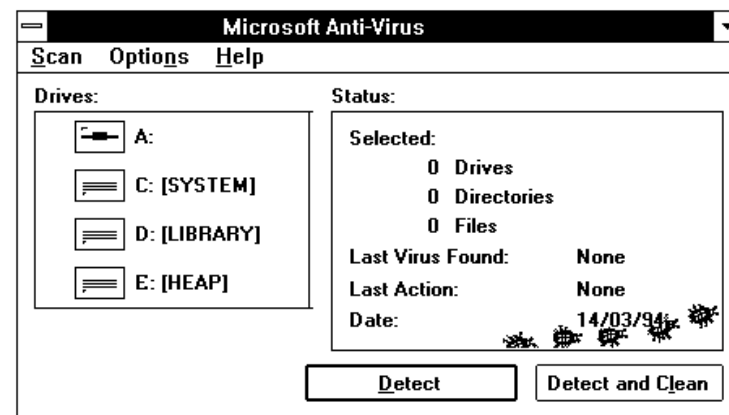 Microsoft Anti-Virus
Scan Options Help
Drives:
A:
C: [SYSTEM]
D: [LIBRARY]
E: [HEAP]
Status:
Selected:
0 Drives
0 Directories
0 Files
Last Virus Found: None
Last Action: None
Date: 14/03/94
Detect
Detect and Clean